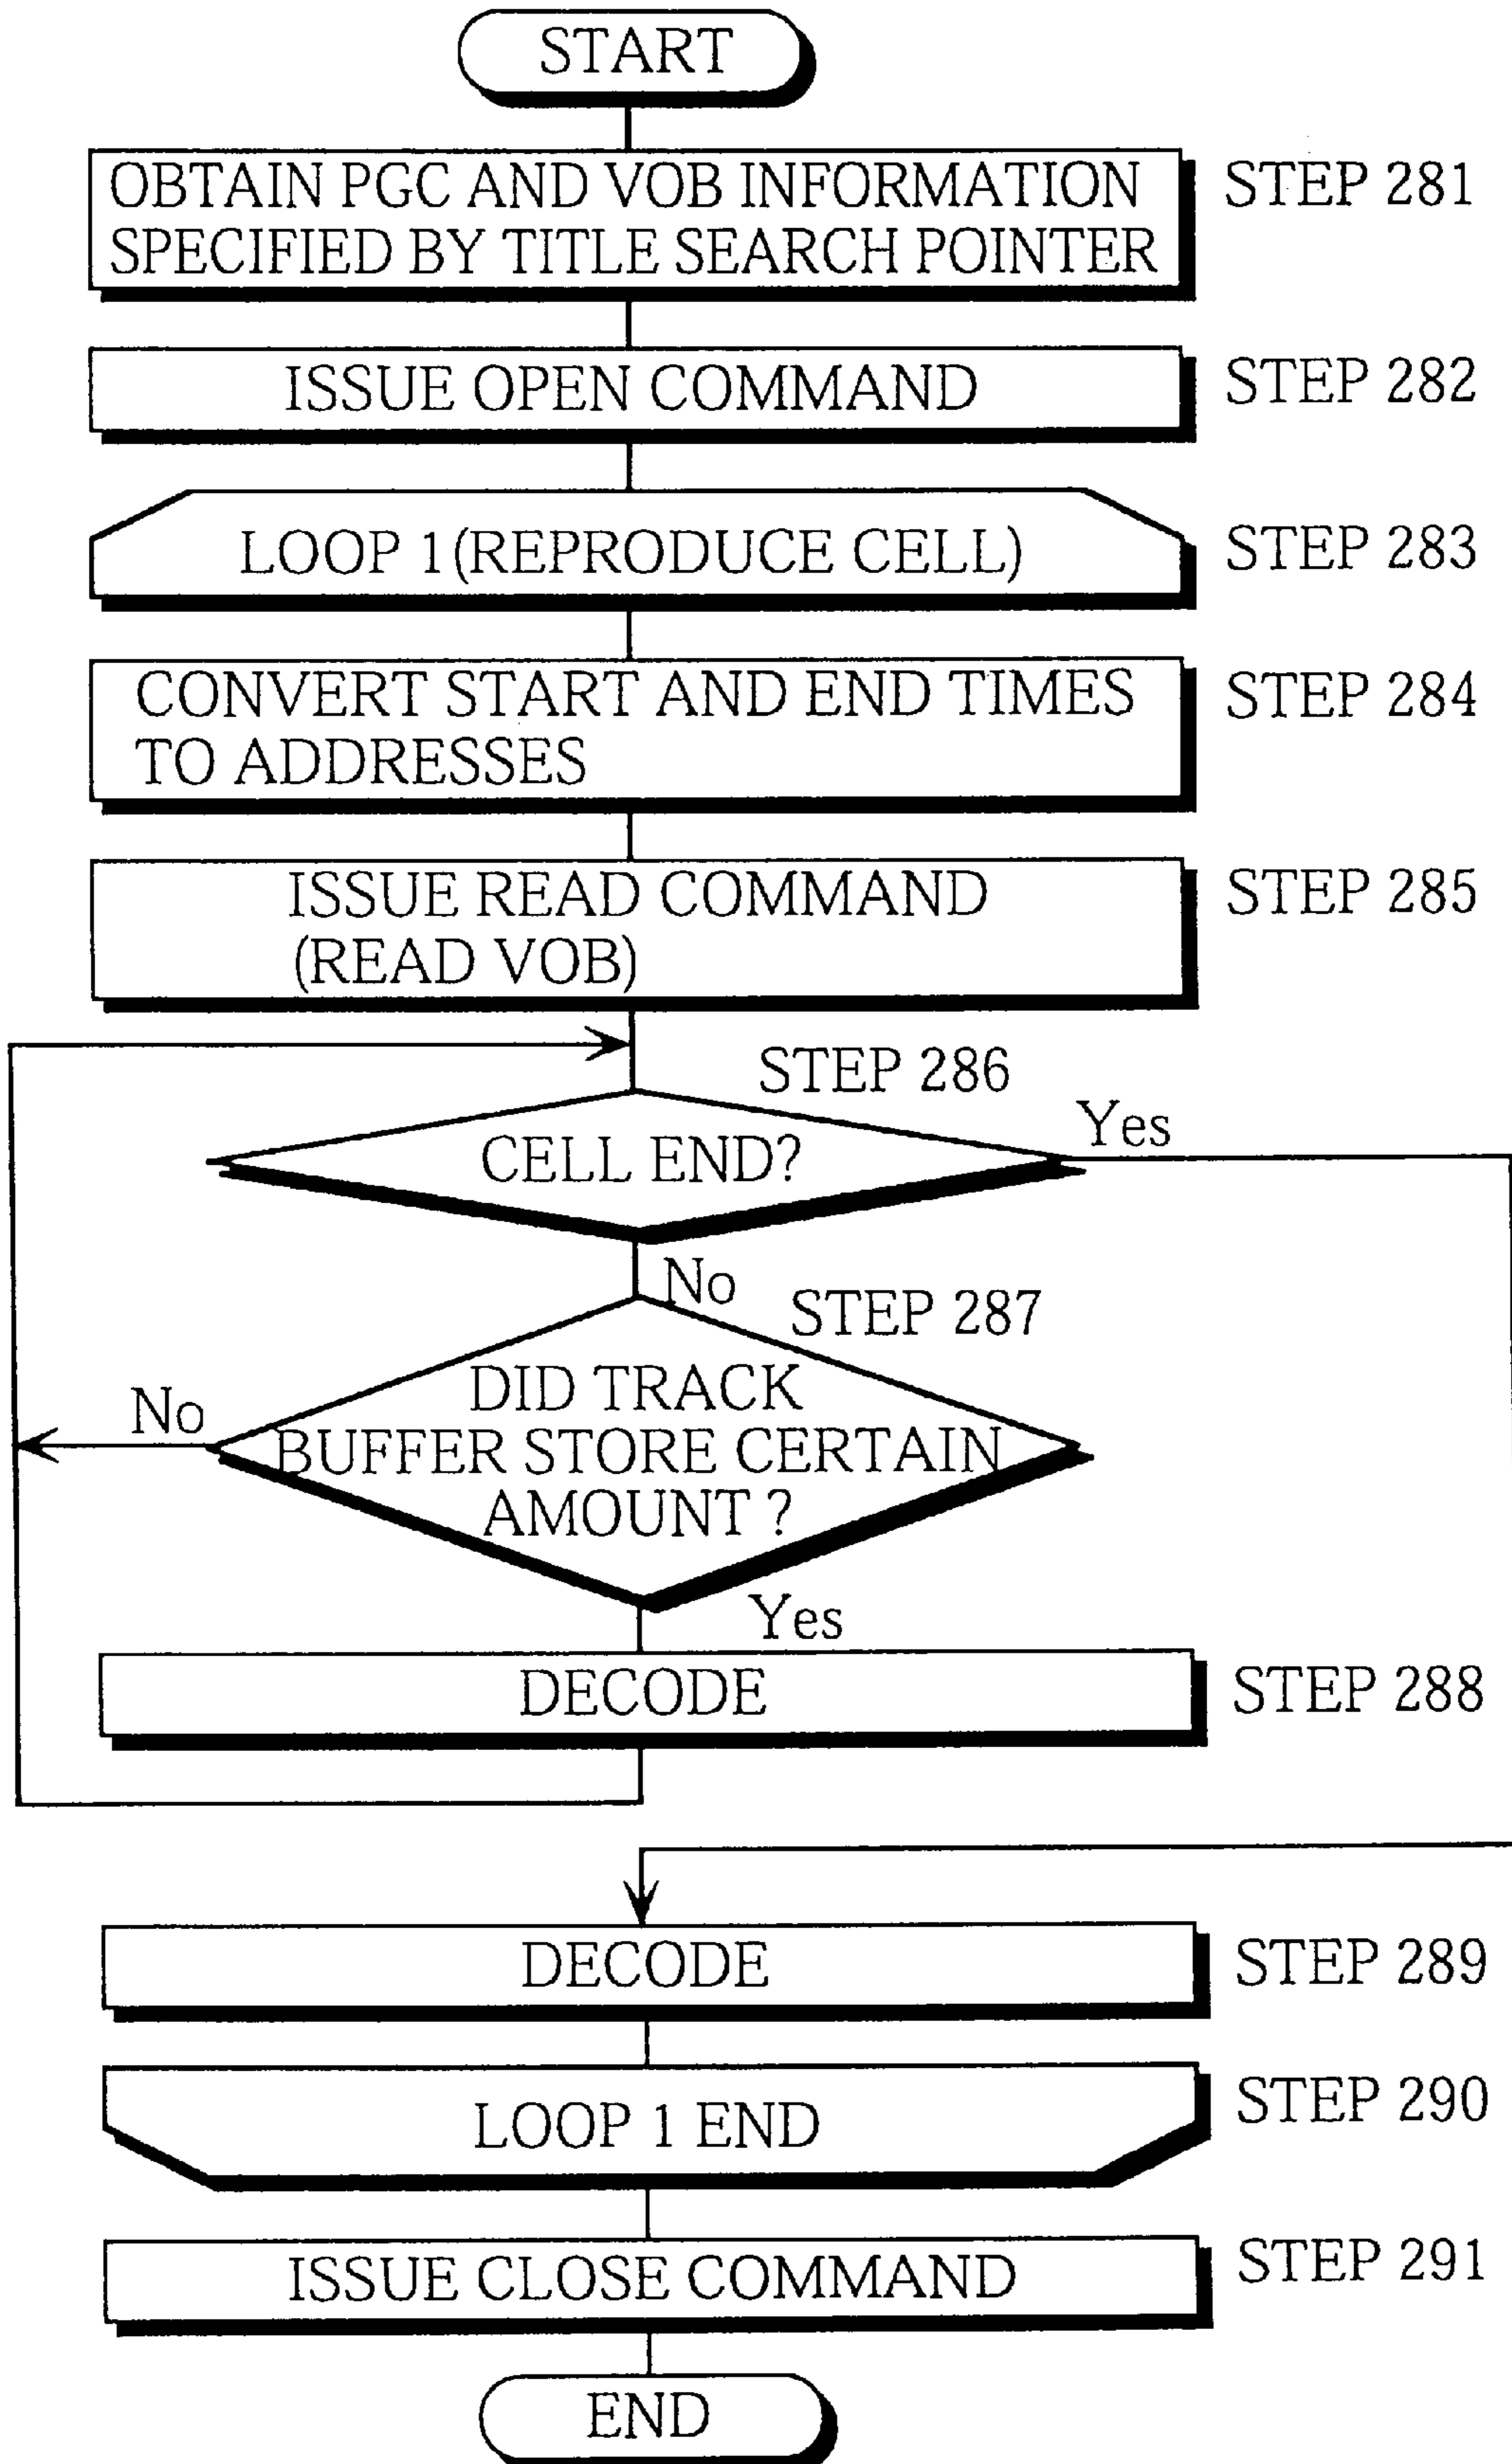 START
OBTAIN PGC AND VOB INFORMATION
SPECIFIED BY TITLE SEARCH POINTER
STEP 281
ISSUE OPEN COMMAND
STEP 282
LOOP 1(REPRODUCE CELL)
STEP 283
CONVERT START AND END TIMES
TO ADDRESSES
STEP 284
ISSUE READ COMMAND
(READ VOB)
STEP 285
STEP 286
CELL END?
Yes
No
STEP 287
DID TRACK
BUFFER STORE CERTAIN
AMOUNT ?
No
Yes
DECODE
STEP 288
DECODE
STEP 289
LOOP 1 END
STEP 290
ISSUE CLOSE COMMAND
STEP 291
END